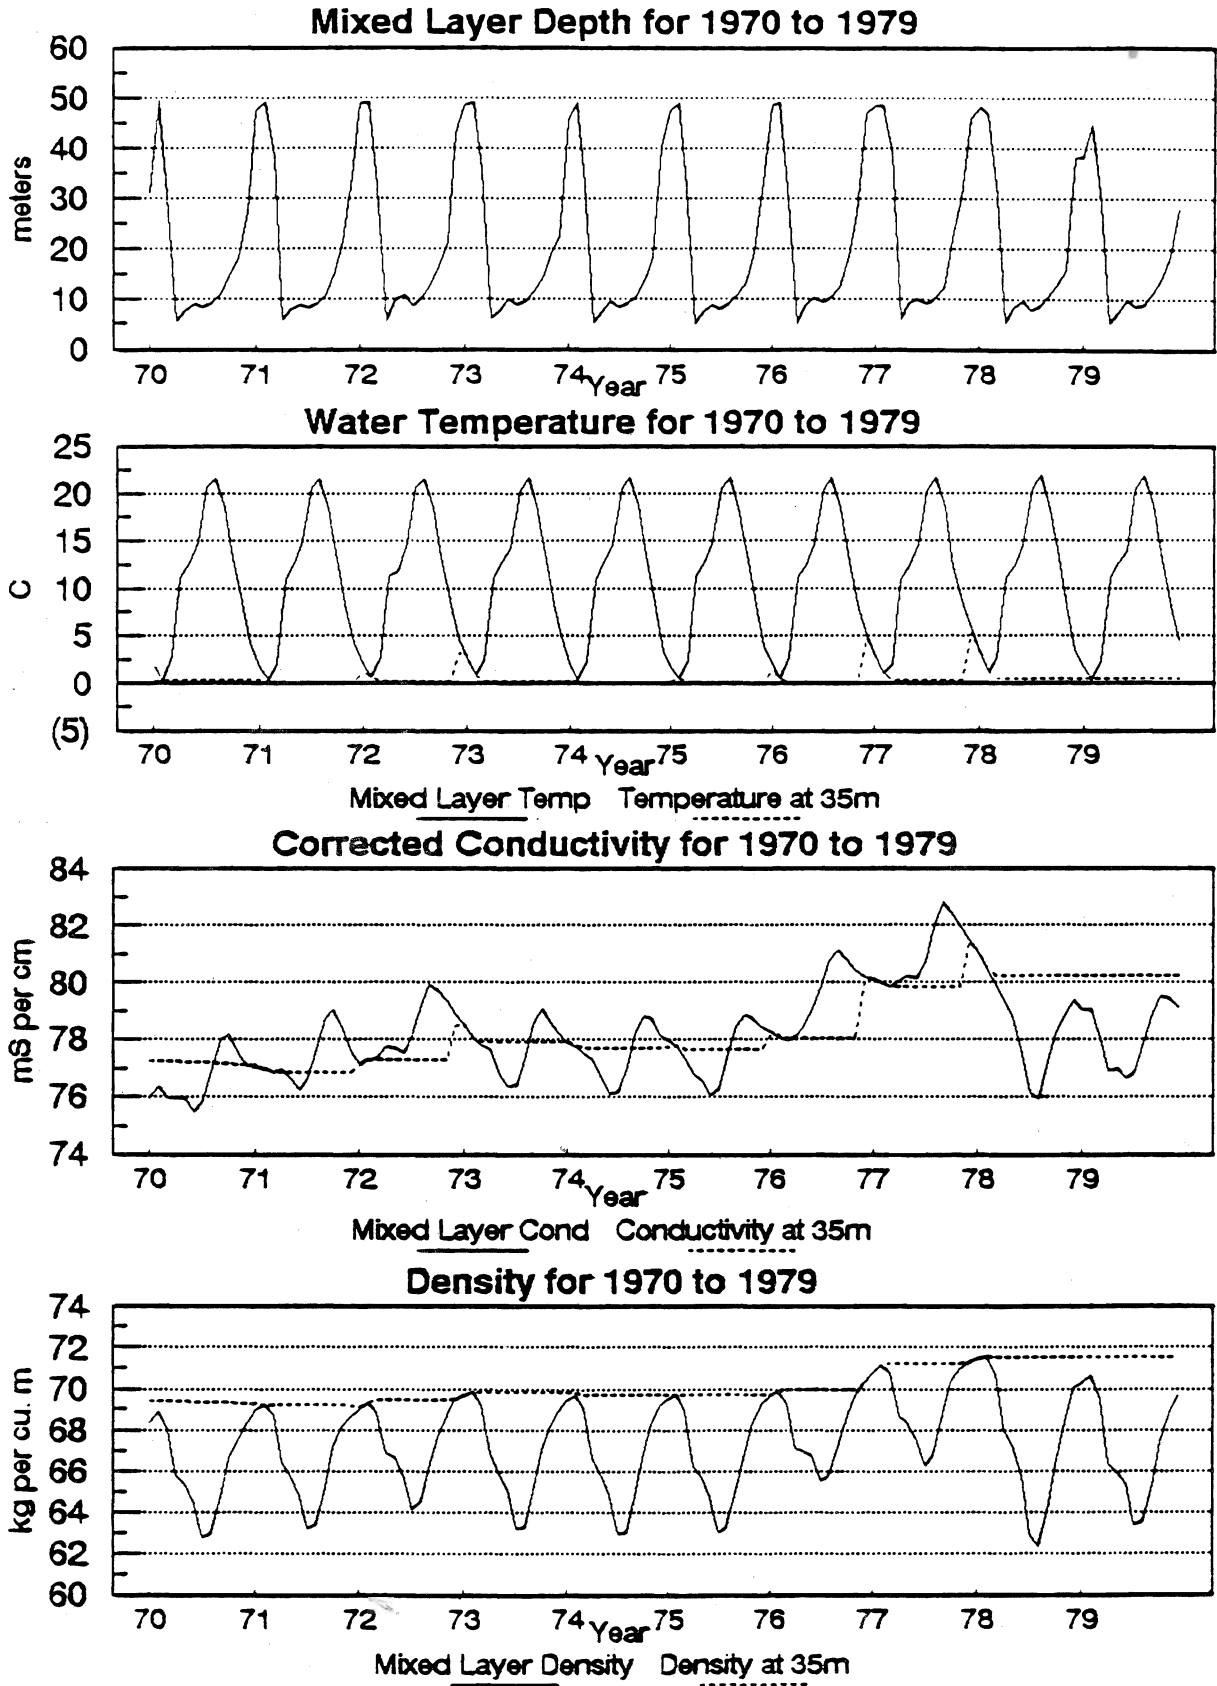 Mixed Layer Depth for 1970 to 1979
60
50
40
30
20
10
0
meters
70 71 72 73 74 75 76 77 78 79
Year
Water Temperature for 1970 to 1979
25
20
15
10
5
0
(5)
C
70 71 72 73 74 75 76 77 78 79
Year
Mixed Layer Temp Temperature at 35m
Corrected Conductivity for 1970 to 1979
84
82
80
78
76
74
mS per cm
70 71 72 73 74 75 76 77 78 79
Year
Mixed Layer Cond Conductivity at 35m
Density for 1970 to 1979
74
72
70
68
66
64
62
60
kg per cu. m
70 71 72 73 74 75 76 77 78 79
Year
Mixed Layer Density Density at 35m